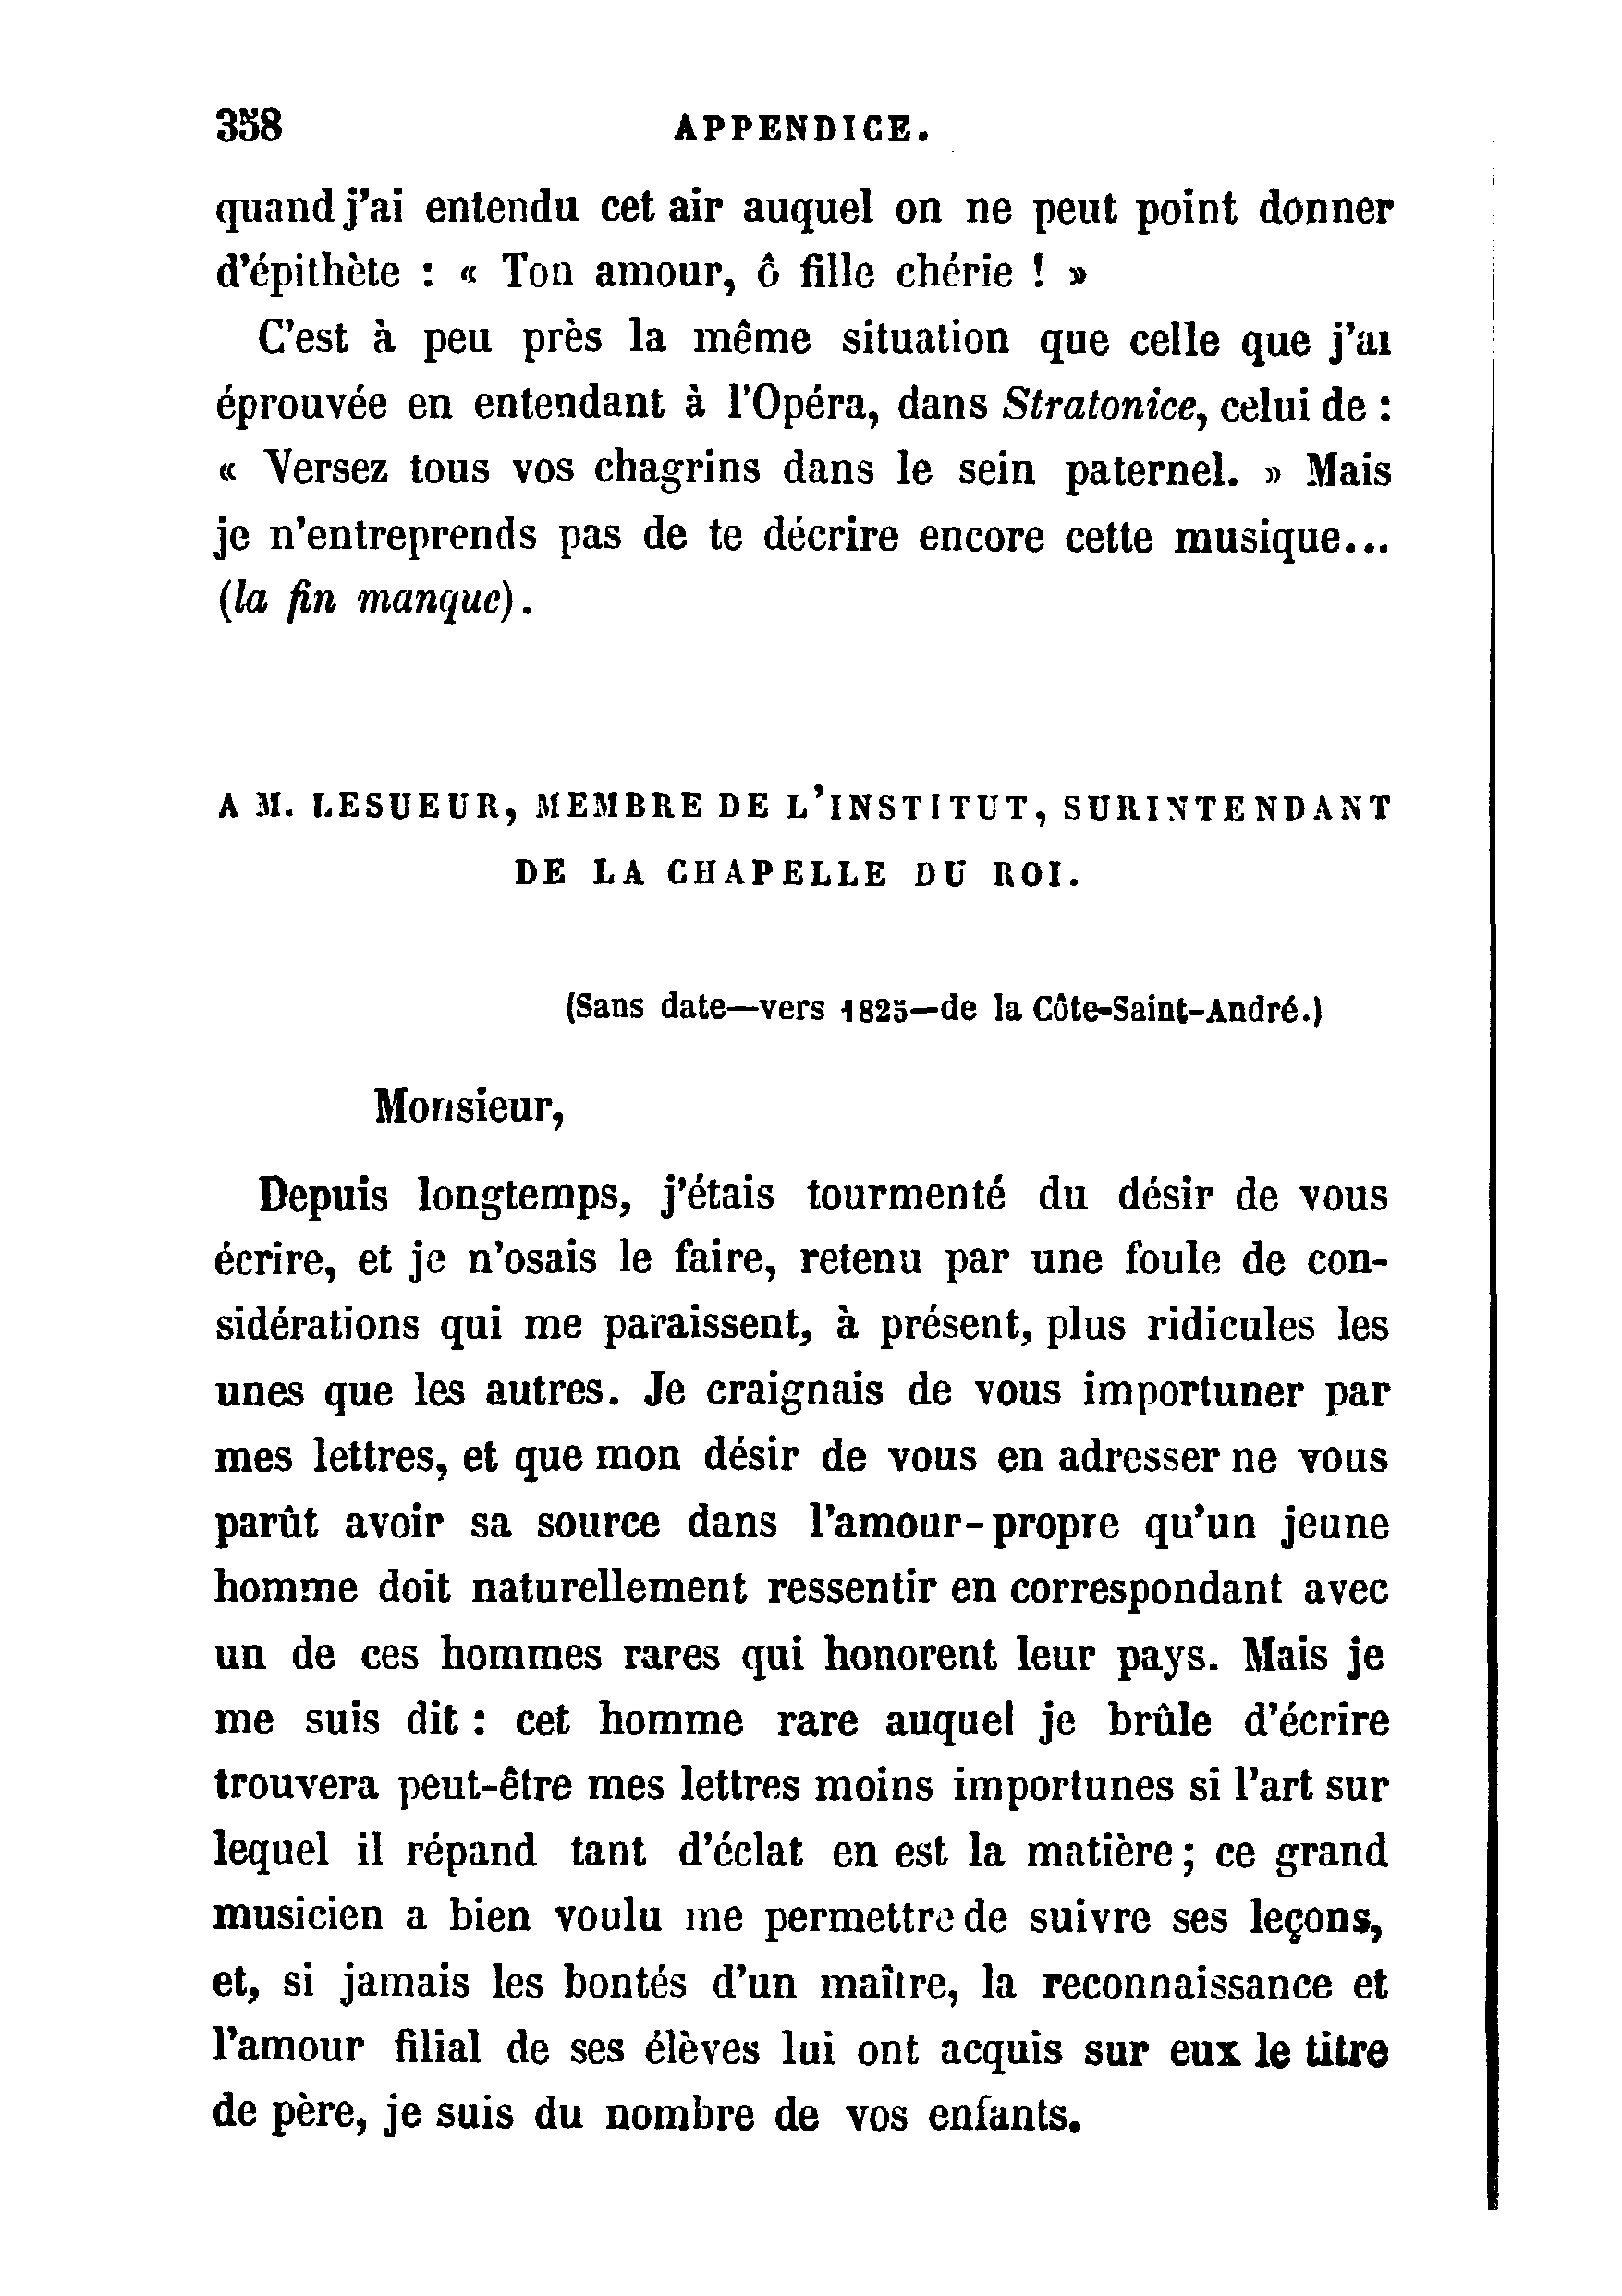 358 APPENDICE.
quand j'ai entendu cet air auquel on ne peut point donner
d'épithète : « Ton amour, ô fille chérie ! »
C'est à peu près la même situation que celle que j'ai
éprouvée en entendant à l'Opéra, dans Stratonice, celui de :
« Versez tous vos chagrins dans le sein paternel. » Mais
je n'entreprends pas de te décrire encore cette musique...
(la fin manque).
A M. LESUEUR, MEMBRE DE L'INSTITUT, SURINTENDANT
DE LA CHAPELLE DU ROI.
(Sans date—vers 1825—de la Côte-Saint-André.)
Monsieur,
Depuis longtemps, j'étais tourmenté du désir de vous
écrire, et je n'osais le faire, retenu par une foule de con-
sidérations qui me paraissent, à présent, plus ridicules les
unes que les autres. Je craignais de vous importuner par
mes lettres, et que mon désir de vous en adresser ne vous
parût avoir sa source dans l'amour-propre qu'un jeune
homme doit naturellement ressentir en correspondant avec
un de ces hommes rares qui honorent leur pays. Mais je
me suis dit : cet homme rare auquel je brûle d'écrire
trouvera peut-être mes lettres moins importunes si l'art sur
lequel il répand tant d'éclat en est la matière ; ce grand
musicien a bien voulu me permettre de suivre ses leçons,
et, si jamais les bontés d'un maître, la reconnaissance et
l'amour filial de ses élèves lui ont acquis sur eux le titre
de père, je suis du nombre de vos enfants.